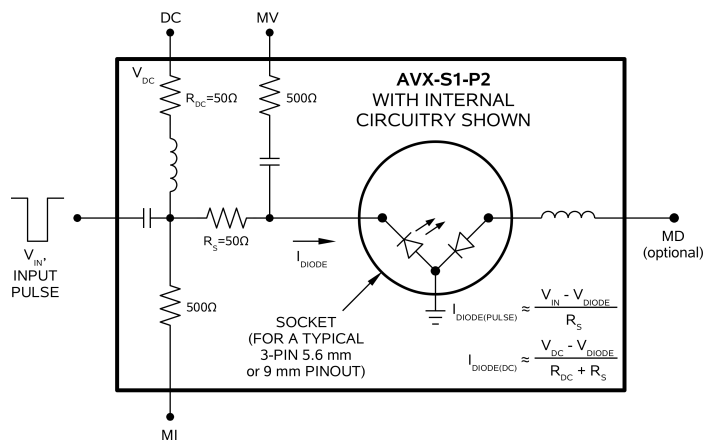 DC
MV
V_DC
R_DC=50Ω
500Ω
AVX-S1-P2
WITH INTERNAL
CIRCUITRY SHOWN
V_IN,
INPUT
PULSE
R_S=50Ω
I_DIODE
MD
(optional)
500Ω
SOCKET
(FOR A TYPICAL
3-PIN 5.6 mm
or 9 mm PINOUT)
I_DIODE(PULSE) ≈ V_IN - V_DIODE
R_S
I_DIODE(DC) ≈ V_DC - V_DIODE
R_DC + R_S
MI